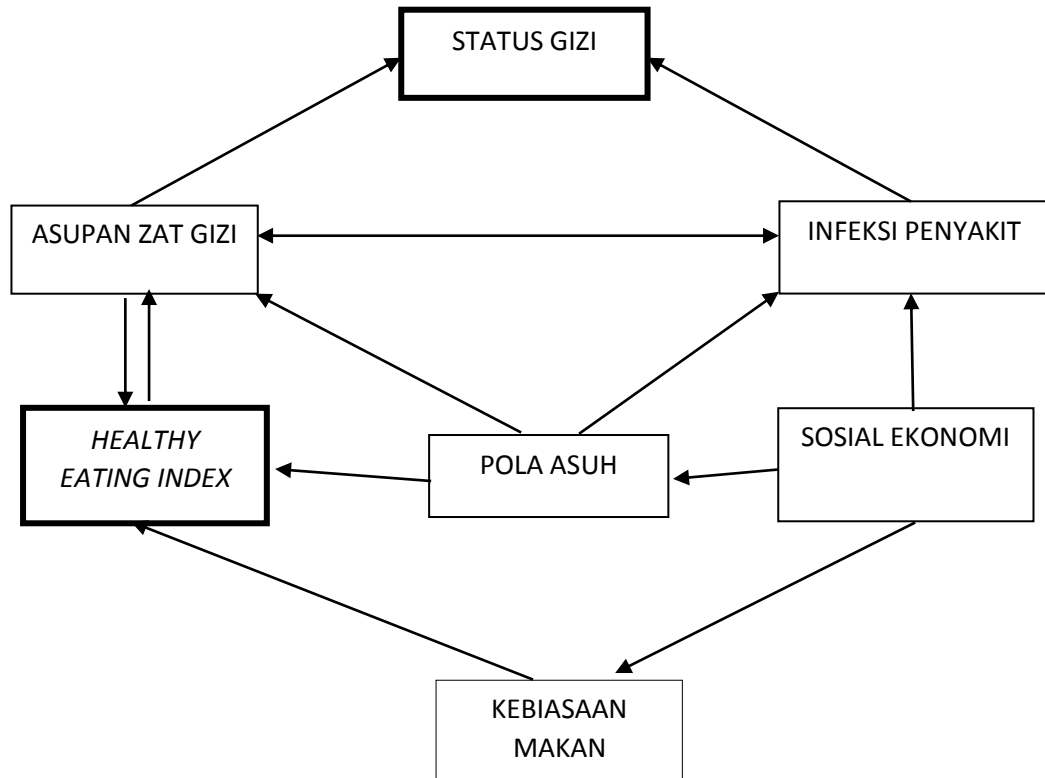 STATUS GIZI
ASUPAN ZAT GIZI
INFEKSI PENYAKIT
HEALTHY
EATING INDEX
POLA ASUH
SOSIAL EKONOMI
KEBIASAAN
MAKAN